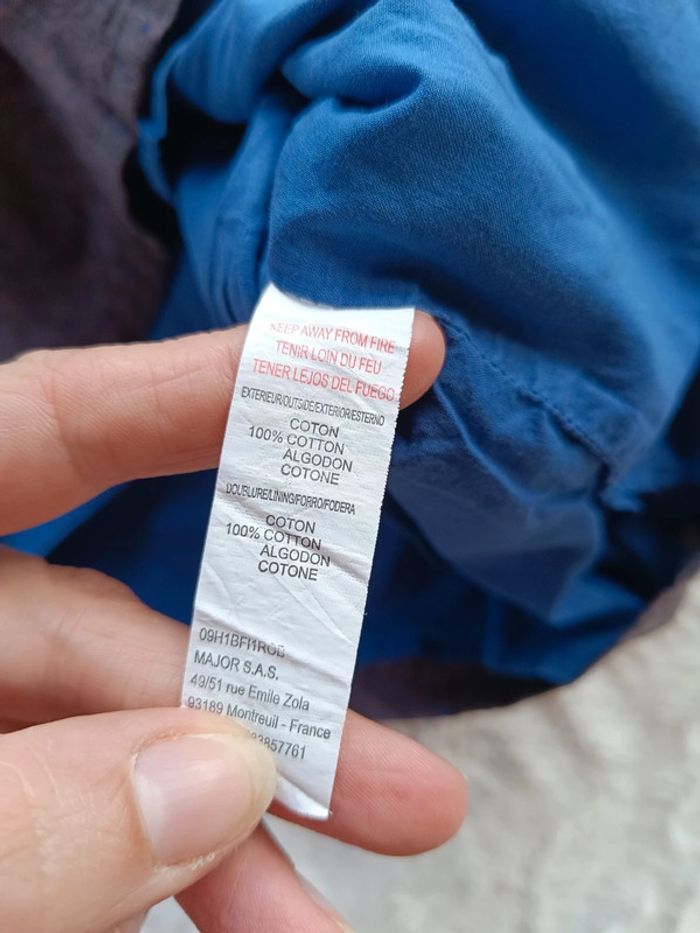 KEEP AWAY FROM FIRE
TENIR LOIN DU FEU
TENER LEJOS DEL FUEGO
EXTERIEUR/OUTSIDE/EXTERIOR/ESTERNO
COTON
100% COTTON
ALGODON
COTONE
DOUBLURE/LINING/FORRO/FODERA
COTON
100% COTTON
ALGODON
COTONE
MAJOR S.A.S.
49/51 rue Emile Zola
93189 Montreuil - France